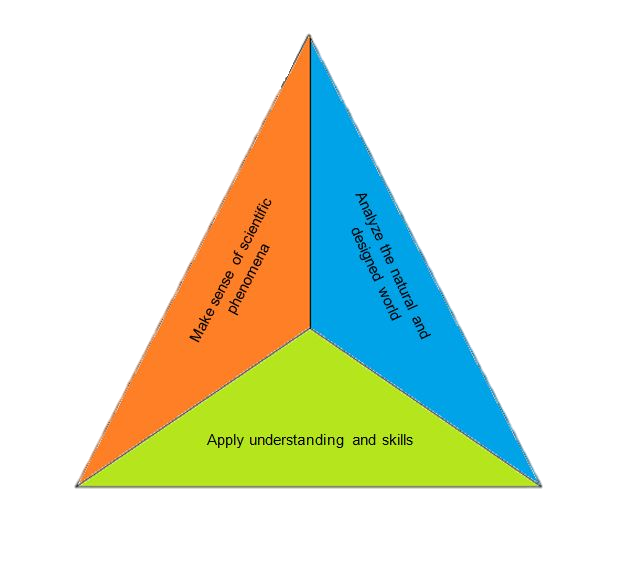 Make sense of scientific
phenomena
Analyze the natural and
designed world
Apply understanding and skills